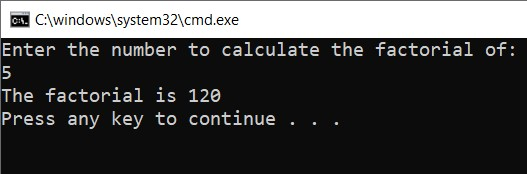 C:\windows\system32\cmd.exe
Enter the number to calculate the factorial of:
5
The factorial is 120
Press any key to continue . . .